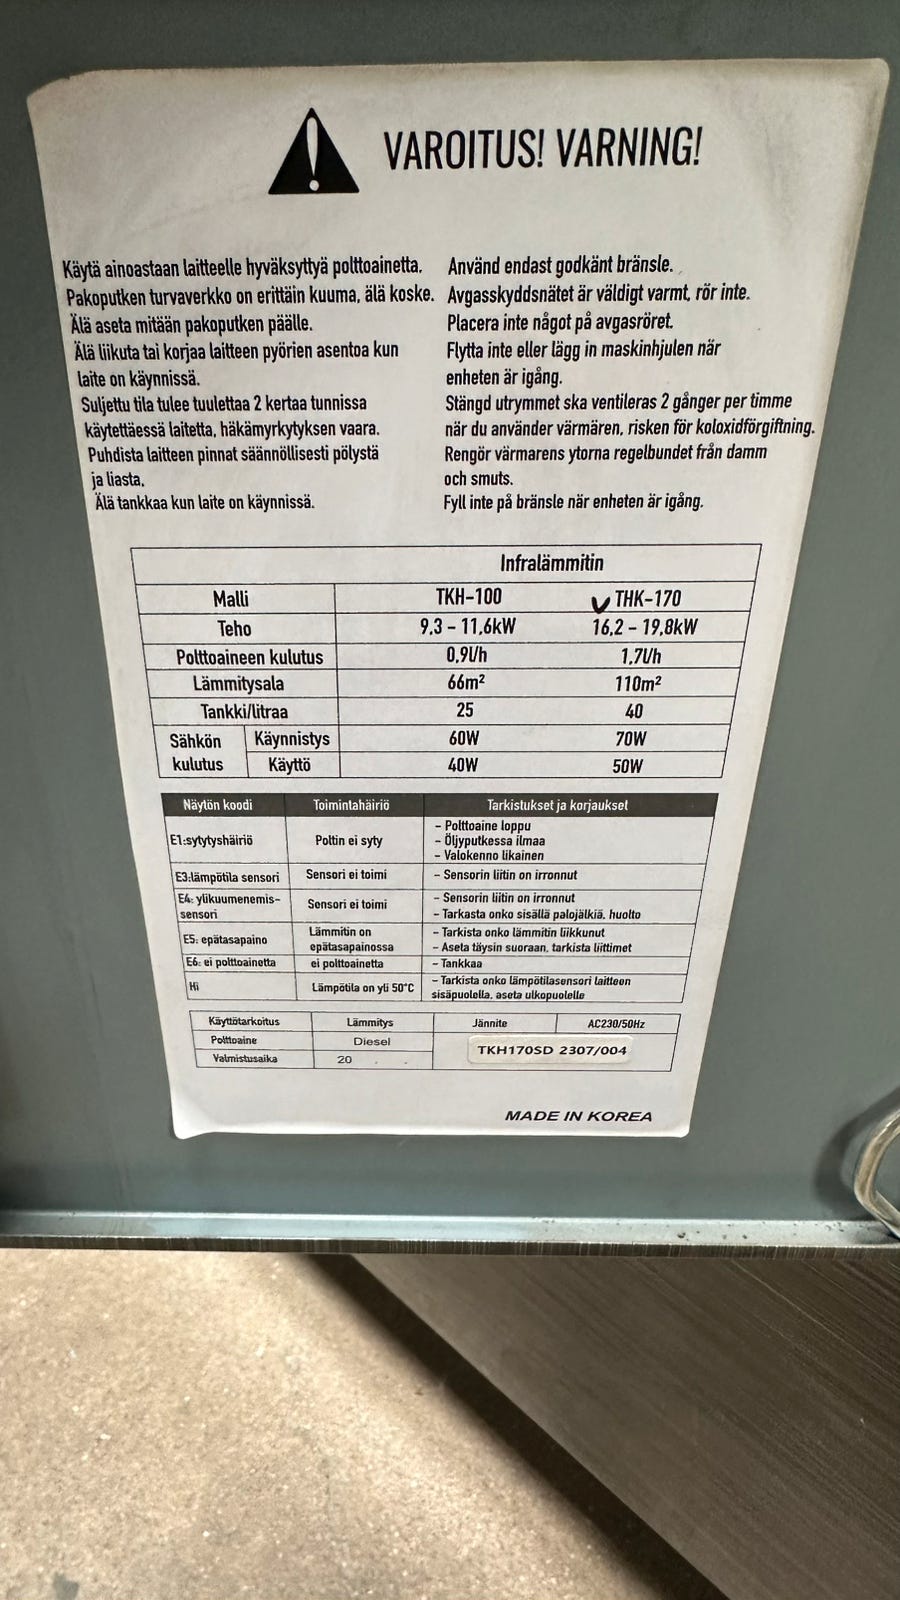 VAROITUS! VARNING!
Käytä ainoastaan laitteelle hyväksyttyä polttoainetta.
Pakoputken turvaverkko on erittäin kuuma, älä koske.
Älä aseta mitään pakoputken päälle.
Älä liikuta tai korjaa laitteen pyörien asentoa kun
laite on käynnissä.
Suljettu tila tulee tuulettaa 2 kertaa tunnissa
käytettäessä laitetta, häkämyrkytyksen vaara.
Puhdista laitteen pinnat säännöllisesti pölystä
ja liasta.
Älä tankkaa kun laite on käynnissä.
Använd endast godkänt bränsle.
Avgasskyddsnätet är väldigt varmt, rör inte.
Placera inte något på avgasröret.
Flytta inte eller lägg in maskinhjulen när
enheten är igång.
Stängd utrymmet ska ventileras 2 gånger per timme
när du använder värmären, risken för koloxidförgiftning.
Rengör värmarens ytorna regelbundet från damm
och smuts.
Fyll inte på bränsle när enheten är igång.
Infralämmitin
Malli TKH-100 THK-170
Teho 9.3 - 11.6kW 16.2 - 19.8kW
Polttoaineen kulutus 0.9l/h 1.7l/h
Lämmitysala 66m² 110m²
Tankki/litraa 25 40
Sähkön kulutus Käynnistys 60W 70W
Käyttö 40W 50W
Näytön koodi Toimintahäiriö Tarkistukset ja korjaukset
E1:sytytyshäiriö Poltin ei syty - Polttoaine loppu
- Öljyputkessa ilmaa
- Valokenno likainen
E3:lämpötila sensori Sensori ei toimi - Sensorin liitin on irronnut
E4: ylikuumenemis-
sensori Sensori ei toimi - Sensorin liitin on irronnut
- Tarkasta onko sisällä palojälkiä, huolto
E5: epätasapaino Lämmitin on
epätasapainossa - Tarkista onko lämmitin liikkunut
- Aseta täysin suoraan, tarkista liittimet
E6: ei polttoainetta ei polttoainetta - Tankkaa
Hi Lämpötila on yli 50°C - Tarkista onko lämpötilasensori laitteen
sisäpuolella, aseta ulkopuolelle
Käyttötarkoitus Lämmitys Jännite AC230/50Hz
Polttoaine Diesel TKH170SD 2307/004
Valmistusaika 20 . .
MADE IN KOREA